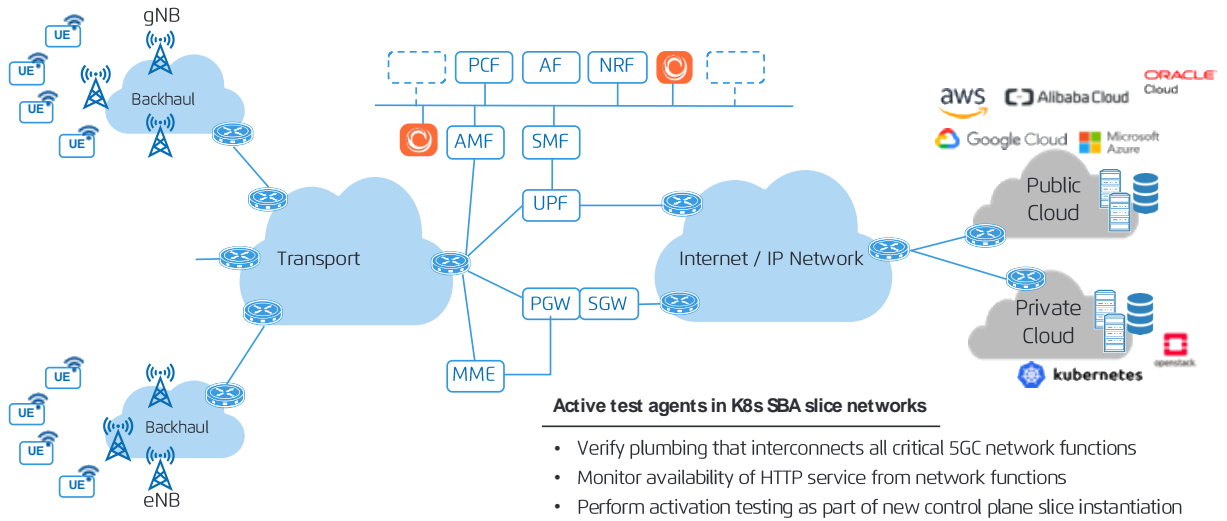 gNB
UE
UE
UE
UE
Backhaul
PCF
AF
NRF
AMF
SMF
UPF
Transport
PGW
SGW
MME
Internet / IP Network
ORACLE
Cloud
aws
Alibaba Cloud
Google Cloud
Microsoft
Azure
Public
Cloud
Private
Cloud
openstack.
kubernetes
UE
UE
UE
UE
Backhaul
eNB
Active test agents in K8s SBA slice networks
• Verify plumbing that interconnects all critical 5GC network functions
• Monitor availability of HTTP service from network functions
• Perform activation testing as part of new control plane slice instantiation